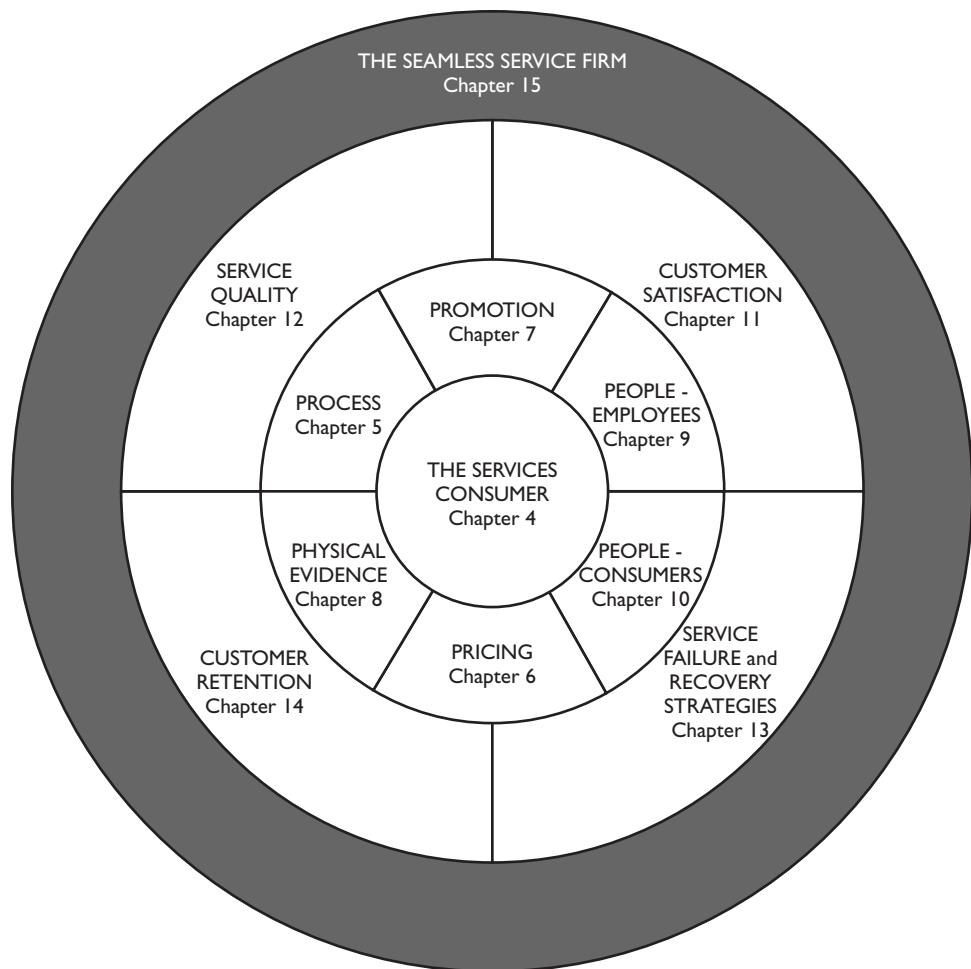 THE SEAMLESS SERVICE FIRM
Chapter 15
SERVICE
QUALITY
Chapter 12
CUSTOMER
SATISFACTION
Chapter 11
PROMOTION
Chapter 7
PROCESS
Chapter 5
PEOPLE -
EMPLOYEES
Chapter 9
THE SERVICES
CONSUMER
Chapter 4
PHYSICAL
EVIDENCE
Chapter 8
PEOPLE -
CONSUMERS
Chapter 10
PRICING
Chapter 6
CUSTOMER
RETENTION
Chapter 14
SERVICE
FAILURE and
RECOVERY
STRATEGIES
Chapter 13